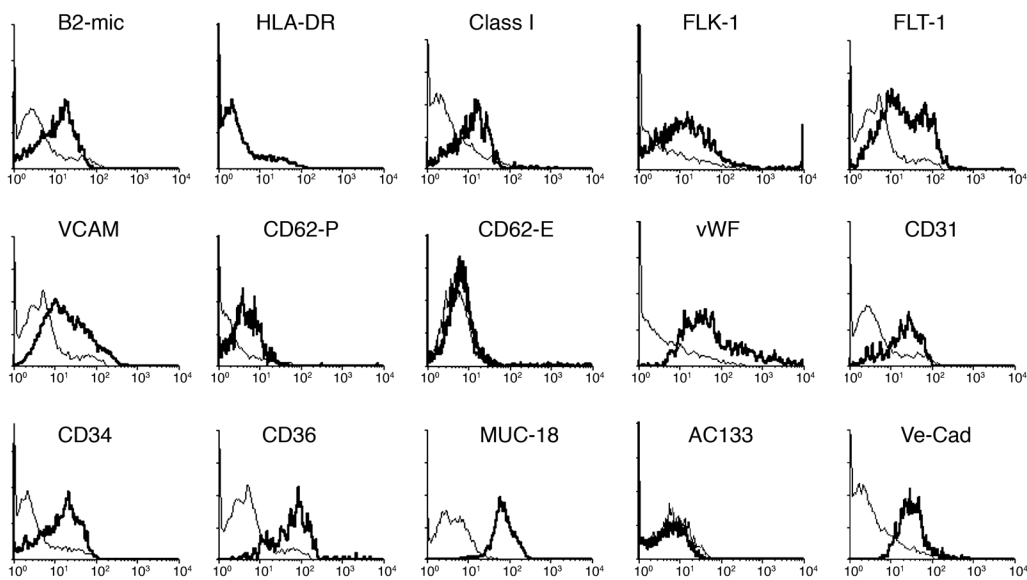 B2-mic HLA-DR Class I FLK-1 FLT-1
10⁰ 10¹ 10² 10³ 10⁴ 10⁰ 10¹ 10² 10³ 10⁴ 10⁰ 10¹ 10² 10³ 10⁴ 10⁰ 10¹ 10² 10³ 10⁴ 10⁰ 10¹ 10² 10³ 10⁴
VCAM CD62-P CD62-E vWF CD31
10⁰ 10¹ 10² 10³ 10⁴ 10⁰ 10¹ 10² 10³ 10⁴ 10⁰ 10¹ 10² 10³ 10⁴ 10⁰ 10¹ 10² 10³ 10⁴ 10⁰ 10¹ 10² 10³ 10⁴
CD34 CD36 MUC-18 AC133 Ve-Cad
10⁰ 10¹ 10² 10³ 10⁴ 10⁰ 10¹ 10² 10³ 10⁴ 10⁰ 10¹ 10² 10³ 10⁴ 10⁰ 10¹ 10² 10³ 10⁴ 10⁰ 10¹ 10² 10³ 10⁴